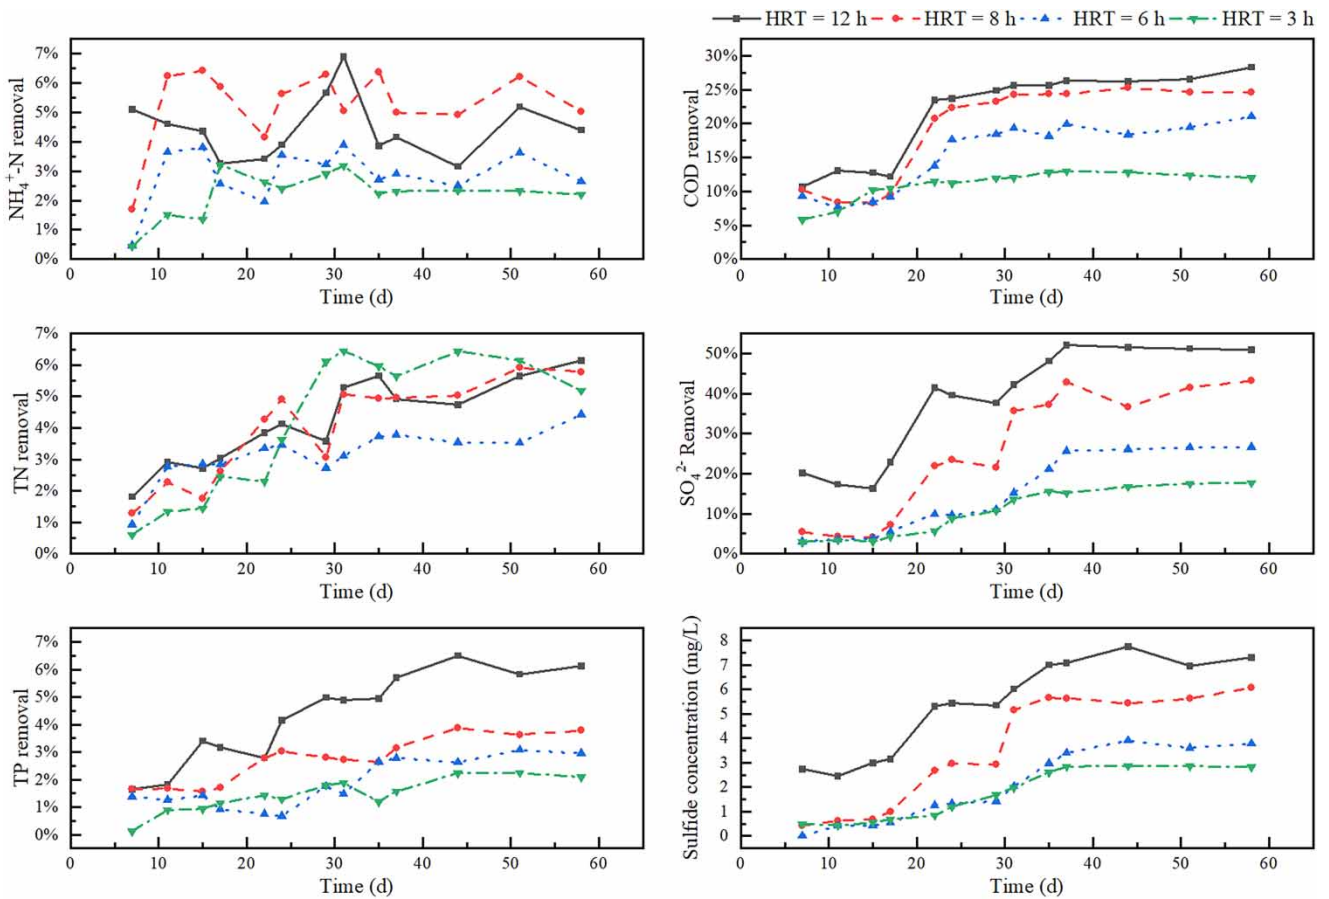 HRT = 12 h HRT = 8 h HRT = 6 h HRT = 3 h
NH₄⁺-N removal
7%
6%
5%
4%
3%
2%
1%
0%
0 10 20 30 40 50 60
Time (d)
COD removal
30%
25%
20%
15%
10%
5%
0%
0 10 20 30 40 50 60
Time (d)
TN removal
7%
6%
5%
4%
3%
2%
1%
0%
0 10 20 30 40 50 60
Time (d)
SO₄²⁻ Removal
50%
40%
30%
20%
10%
0%
0 10 20 30 40 50 60
Time (d)
TP removal
7%
6%
5%
4%
3%
2%
1%
0%
0 10 20 30 40 50 60
Time (d)
Sulfide concentration (mg/L)
8
7
6
5
4
3
2
1
0
0 10 20 30 40 50 60
Time (d)